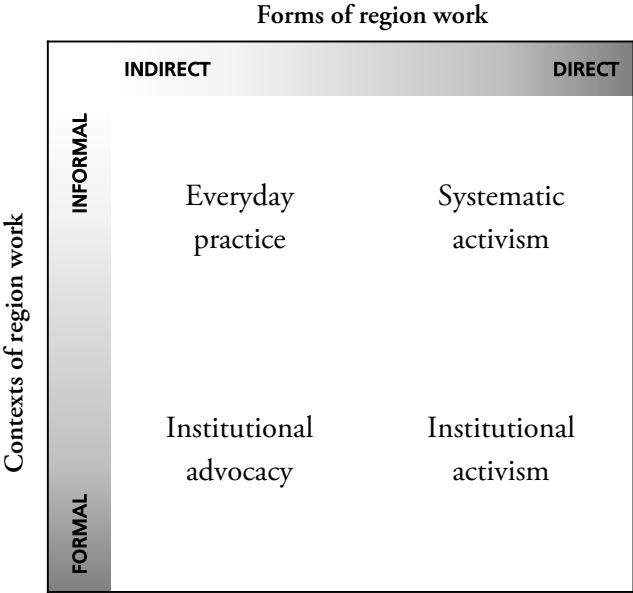 Forms of region work
INDIRECT
DIRECT
Contexts of region work
INFORMAL
FORMAL
Everyday
practice
Systematic
activism
Institutional
advocacy
Institutional
activism